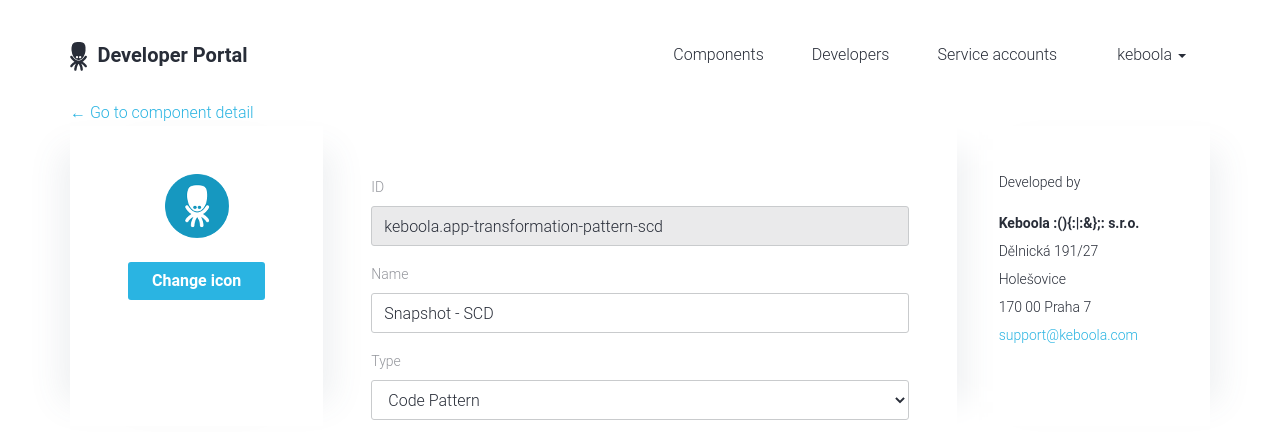 Developer Portal
Components
Developers
Service accounts
keboola
← Go to component detail
Change icon
ID
keboola.app-transformation-pattern-scd
Name
Snapshot - SCD
Type
Code Pattern
Developed by
Keboola :(){:|:&};: s.r.o.
Dělnická 191/27
Holešovice
170 00 Praha 7
support@keboola.com